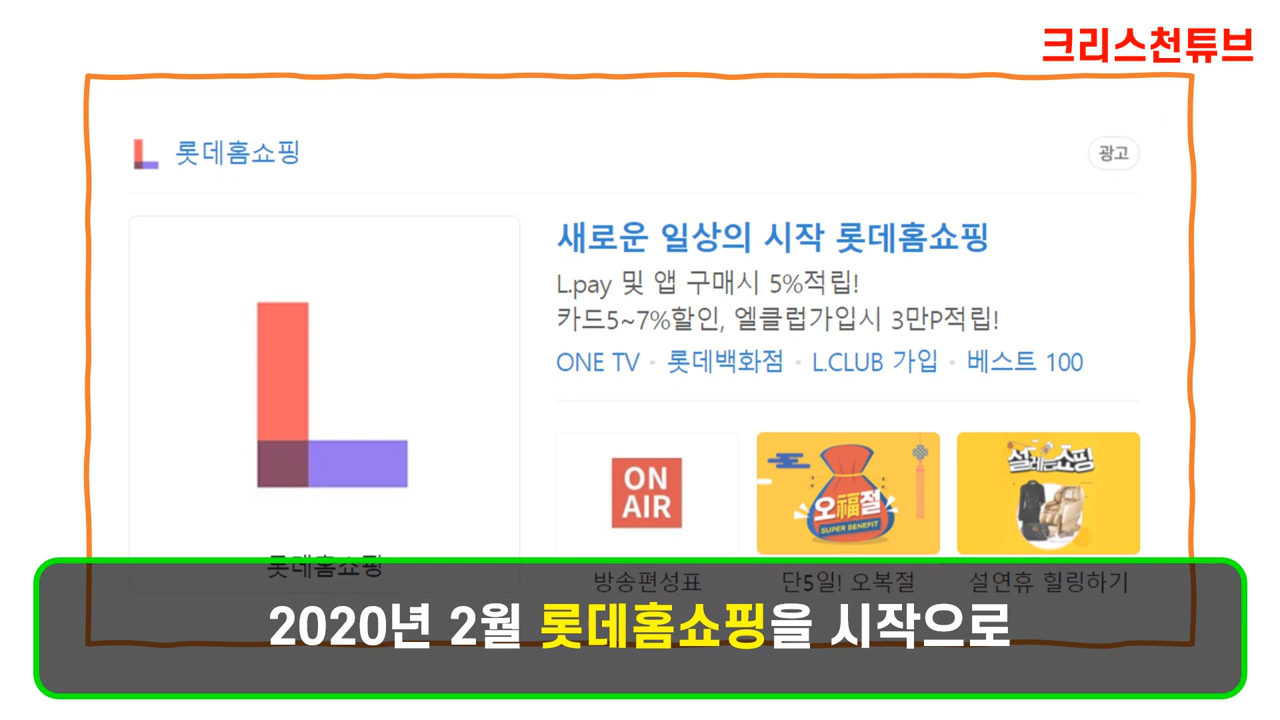 크리스천튜브
롯데홈쇼핑
광고
새로운 일상의 시작 롯데홈쇼핑
L.pay 및 앱 구매시 5%적립!
카드5~7%할인, 엘클럽가입시 3만P적립!
ONE TV • 롯데백화점 • L.CLUB 가입 • 베스트 100
ON
AIR
오福절
SUPER BENEFIT
설레는쇼핑
롯데홈쇼핑
방송편성표
단5일! 오복절
설연휴 힐링하기
2020년 2월 롯데홈쇼핑을 시작으로